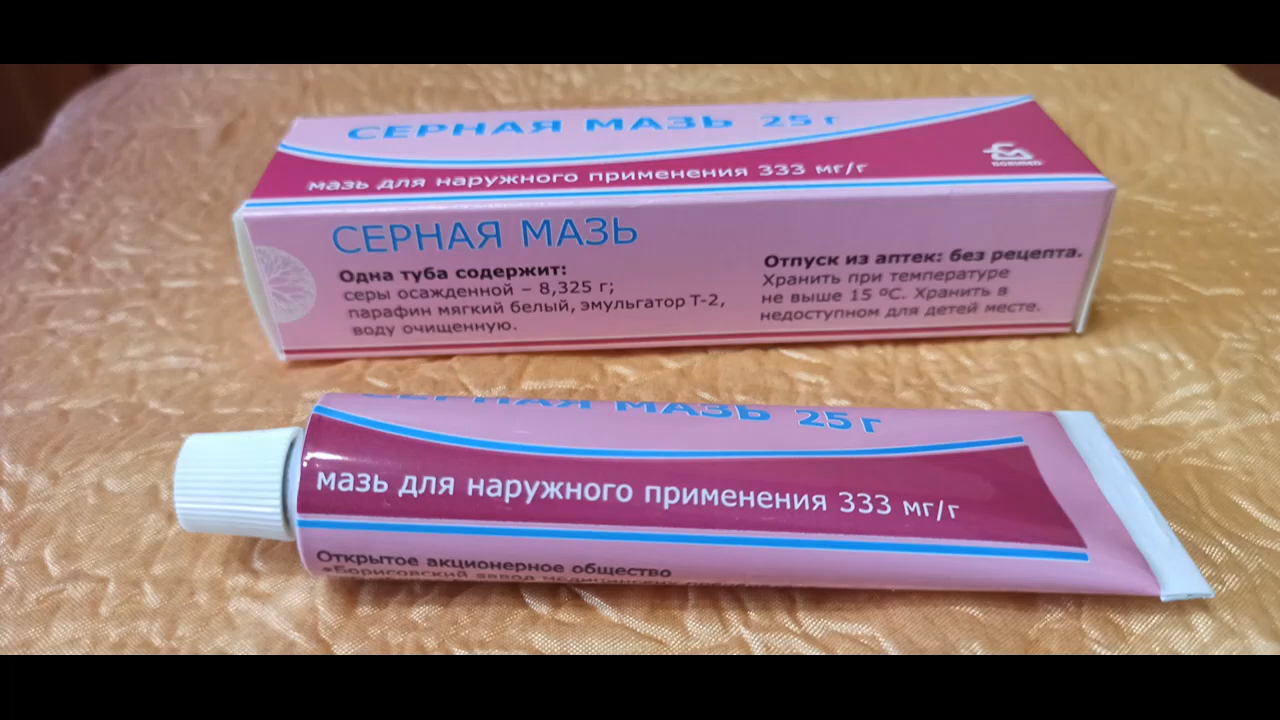 СЕРНАЯ МАЗЬ 25 г
мазь для наружного применения 333 мг/г
СЕРНАЯ МАЗЬ
Одна туба содержит:
серы осажденной – 8,325 г;
парафин мягкий белый, эмульгатор Т-2,
воду очищенную.
Отпуск из аптек: без рецепта.
Хранить при температуре
не выше 15 ºС. Хранить в
недоступном для детей месте.
СЕРНАЯ МАЗЬ 25 г
мазь для наружного применения 333 мг/г
Открытое акционерное общество
«Борисовский завод медицинских